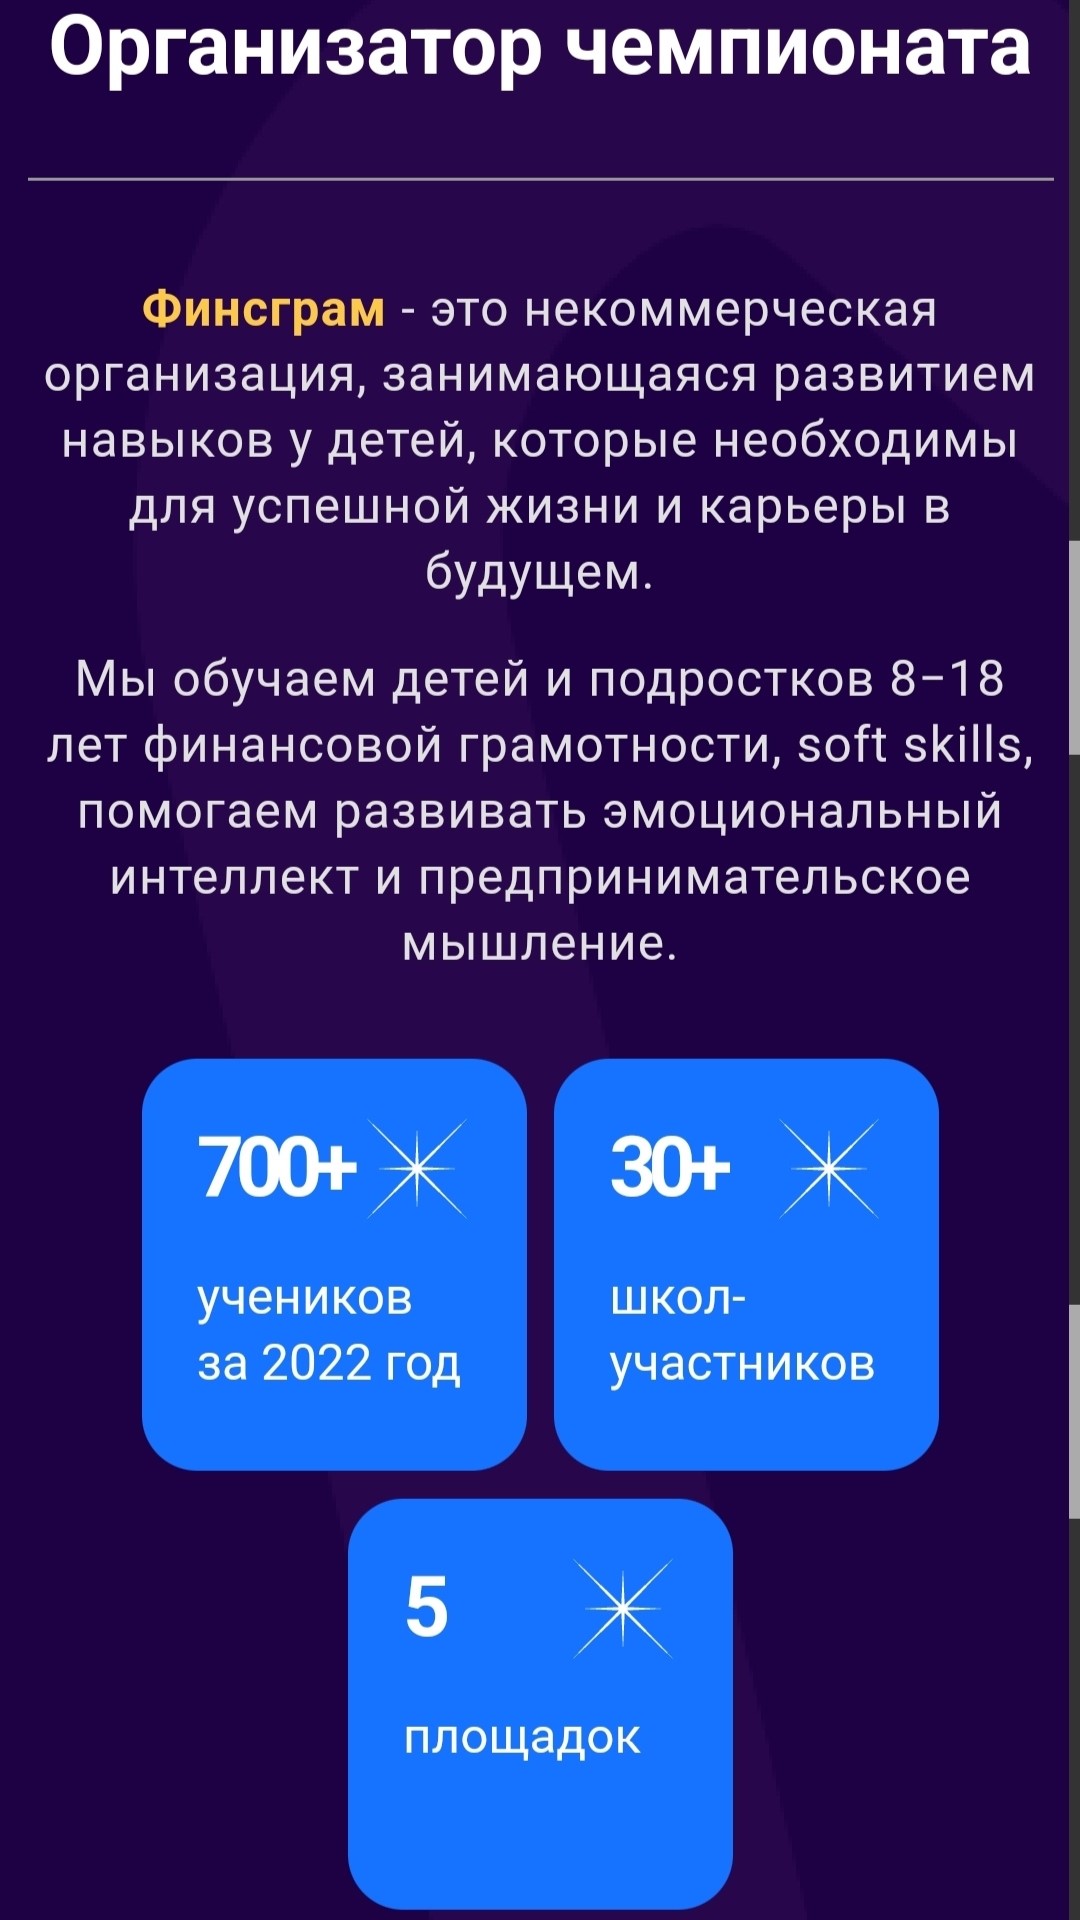 Организатор чемпионата
Финсграм - это некоммерческая
организация, занимающаяся развитием
навыков у детей, которые необходимы
для успешной жизни и карьеры в
будущем.
Мы обучаем детей и подростков 8–18
лет финансовой грамотности, soft skills,
помогаем развивать эмоциональный
интеллект и предпринимательское
мышление.
700+
учеников
за 2022 год
30+
школ-
участников
5
площадок